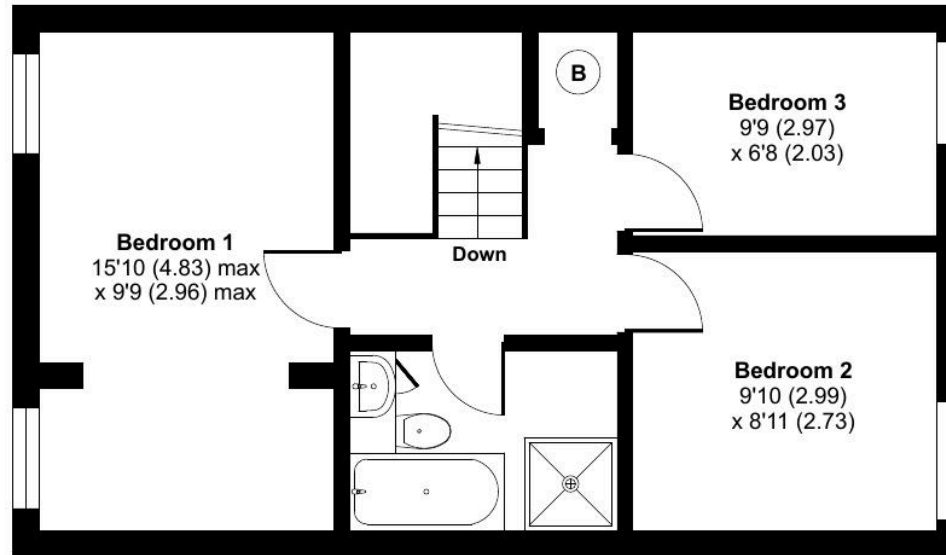 B
Bedroom 3
9'9 (2.97)
x 6'8 (2.03)
Bedroom 1
15'10 (4.83) max
x 9'9 (2.96) max
Down
Bedroom 2
9'10 (2.99)
x 8'11 (2.73)